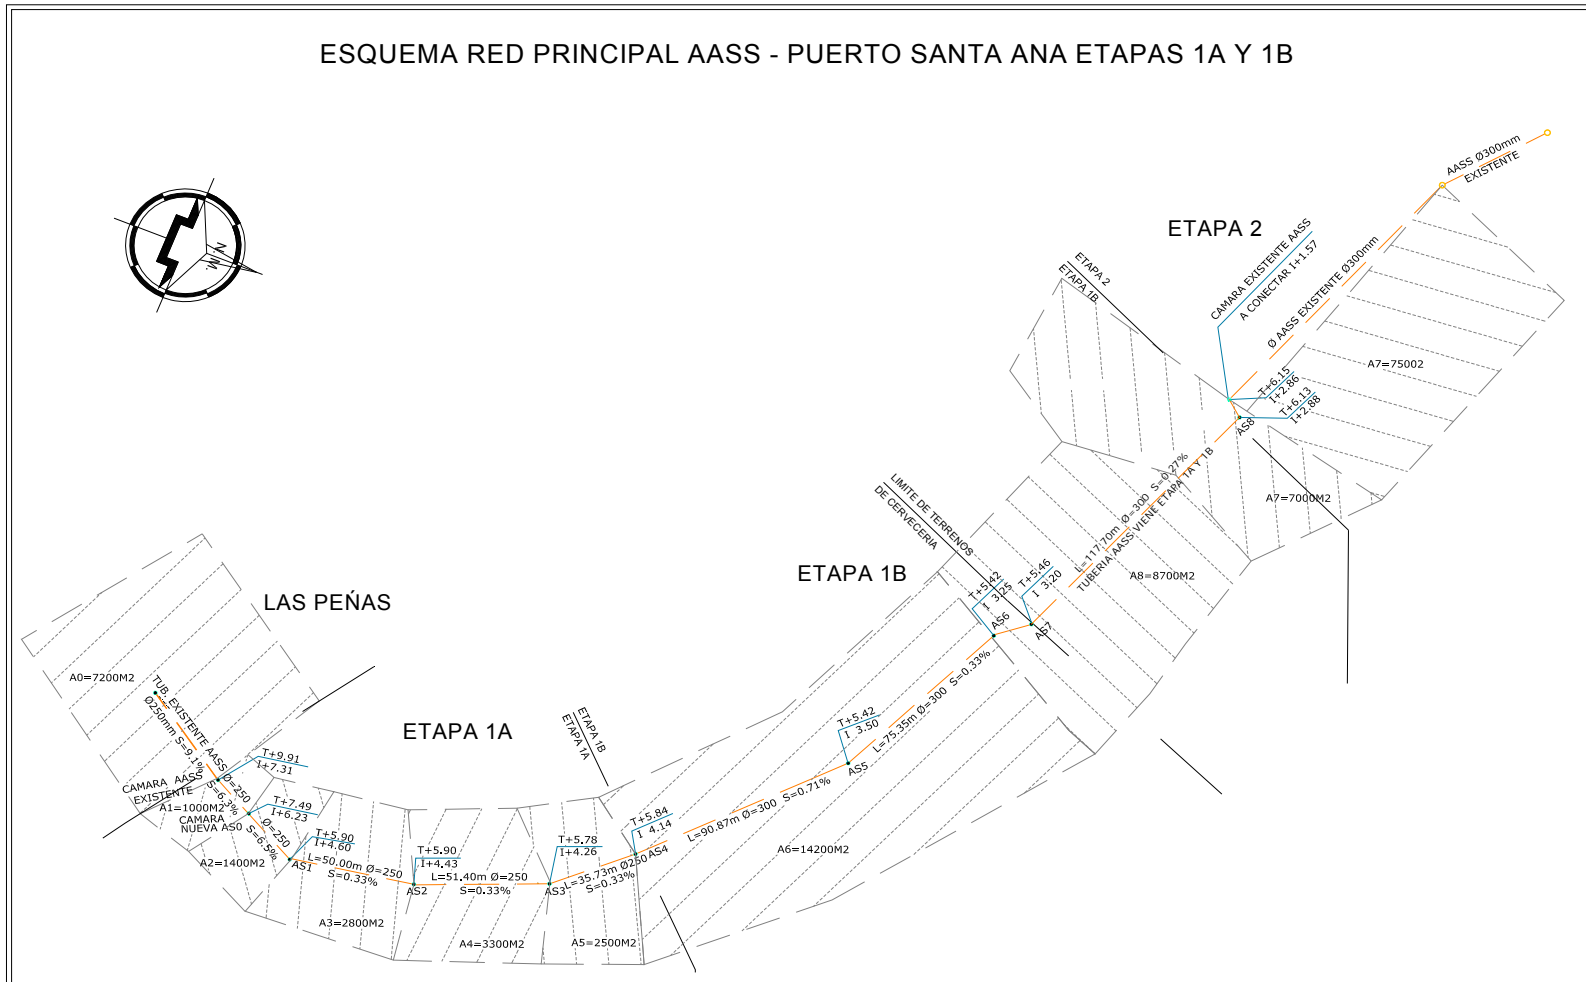 ESQUEMA RED PRINCIPAL AASS - PUERTO SANTA ANA ETAPAS 1A Y 1B
AASS Ø300mm
EXISTENTE
ETAPA 2
CAMARA EXISTENTE AASS
A CONECTAR I+1.57
Ø AASS EXISTENTE Ø300mm
ETAPA 2
ETAPA 1B
N.
M.
A7=75002
T+6.15
I+2.86
T+6.13
I+2.88
AS8
A7=7000M2
L=117.70m Ø=300 S=0.27%
TUBERIA AASS VIENE ETAPA 1A Y 1B
LIMITE DE TERRENOS
DE CERVECERIA
ETAPA 1B
T+5.42
I 3.25
T+5.46
I 3.20
A8=8700M2
AS6
AS7
LAS PEŃAS
A0=7200M2
TUB. EXISTENTE AASS
Ø250mm S=9.1%
ETAPA 1A
ETAPA 1B
ETAPA 1A
T+5.42
I 3.50
L=75.35m Ø=300 S=0.33%
AS5
T+9.91
I+7.31
CAMARA AASS
EXISTENTE
Ø=250
S=6.3%
A1=1000M2
CAMARA
NUEVA AS0
T+7.49
I+6.23
Ø=250
S=6.5%
T+5.90
I+4.60
A2=1400M2
AS1
L=50.00m Ø=250
S=0.33%
T+5.90
I+4.43
AS2
L=51.40m Ø=250
S=0.33%
T+5.78
I+4.26
AS3
L=35.73m Ø250
S=0.33%
T+5.84
I 4.14
AS4
L=90.87m Ø=300 S=0.71%
A6=14200M2
A3=2800M2
A4=3300M2
A5=2500M2